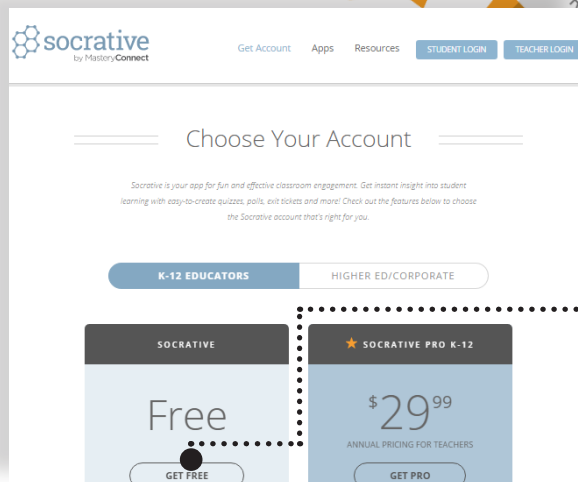 socrative
by MasteryConnect
Get Account Apps Resources STUDENT LOGIN TEACHER LOGIN
Choose Your Account
Socrative is your app for fun and effective classroom engagement. Get instant insight into student
learning with easy-to-create quizzes, polls, exit tickets and more! Check out the features below to choose
the Socrative account that's right for you.
K-12 EDUCATORS HIGHER ED/CORPORATE
SOCRATIVE
Free
GET FREE
SOCRATIVE PRO K-12
$29⁹⁹
ANNUAL PRICING FOR TEACHERS
GET PRO